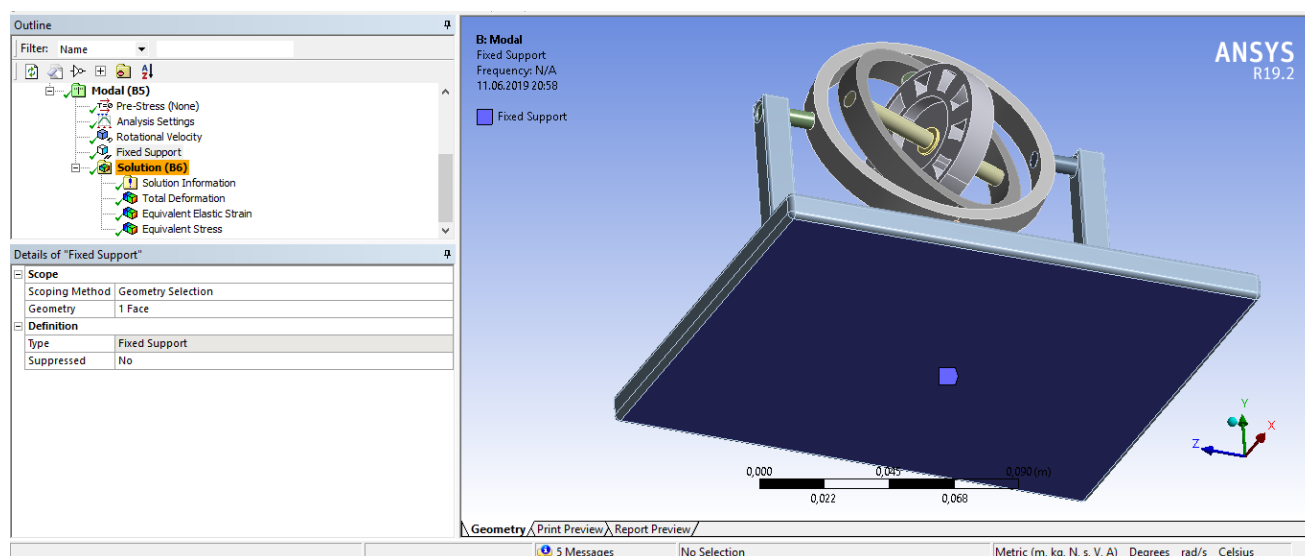 Outline
Filter: Name
Modal (B5)
Pre-Stress (None)
Analysis Settings
Rotational Velocity
Fixed Support
Solution (B6)
Solution Information
Total Deformation
Equivalent Elastic Strain
Equivalent Stress
Details of "Fixed Support"
Scope
Scoping Method Geometry Selection
Geometry 1 Face
Definition
Type Fixed Support
Suppressed No
B: Modal
Fixed Support
Frequency: N/A
11.06.2019 20:58
Fixed Support
ANSYS
R19.2
Y
X
Z
0,000 0,045 0,090 (m)
0,022 0,068
Geometry Print Preview Report Preview
5 Messages No Selection Metric (m, kg, N, s, V, A) Degrees rad/s Celsius